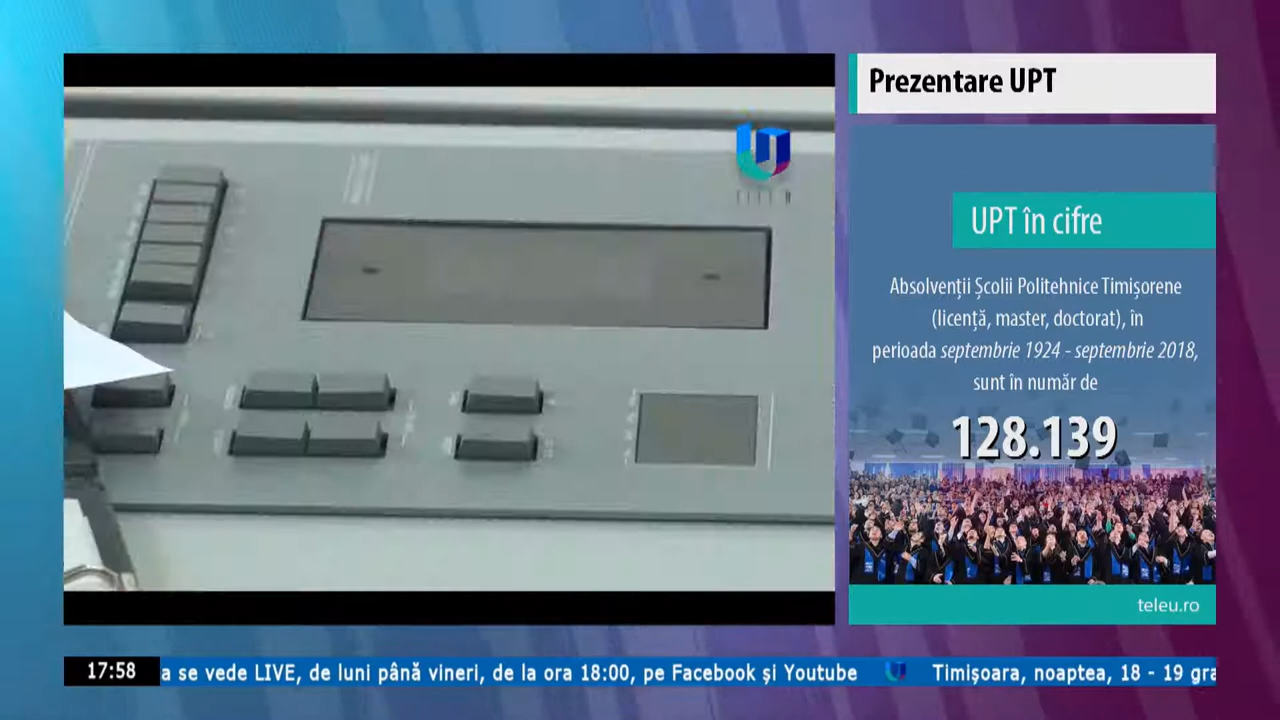 Prezentare UPT
UPT în cifre
Absolvenții Școlii Politehnice Timișorene
(licență, master, doctorat), în
perioada septembrie 1924 - septembrie 2018,
sunt în număr de
128.139
teleu.ro
17:58
a se vede LIVE, de luni până vineri, de la ora 18:00, pe Facebook și Youtube
Timișoara, noaptea, 18 - 19 gra